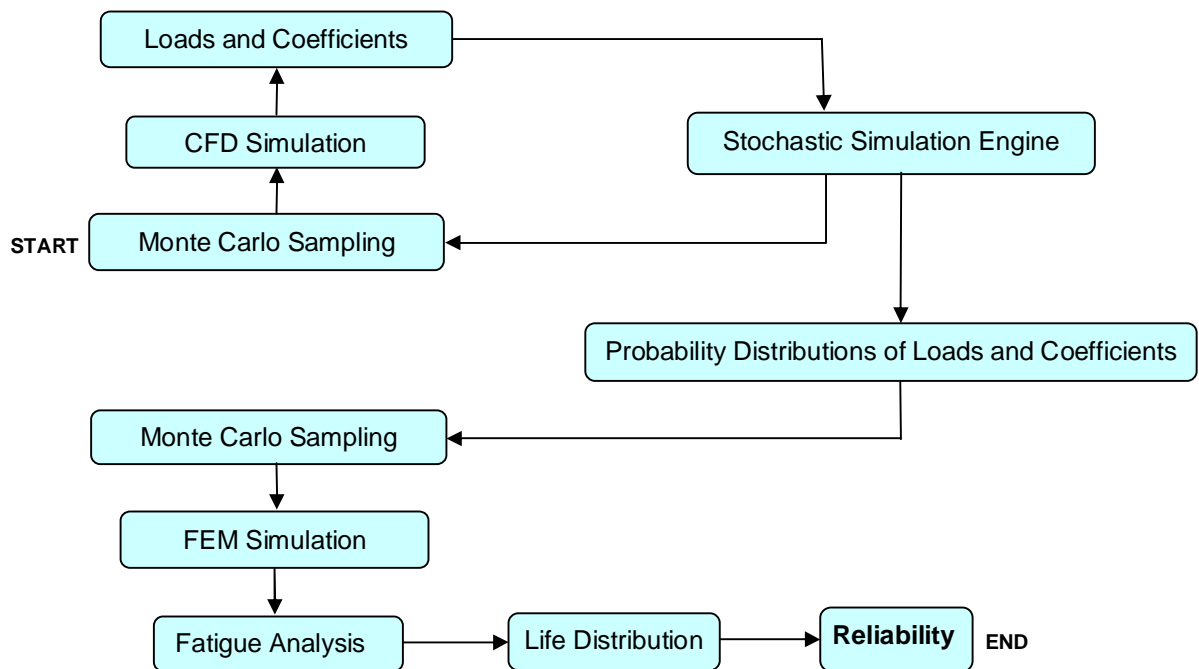 Loads and Coefficients
CFD Simulation
Stochastic Simulation Engine
START
Monte Carlo Sampling
Probability Distributions of Loads and Coefficients
Monte Carlo Sampling
FEM Simulation
Fatigue Analysis
Life Distribution
Reliability
END